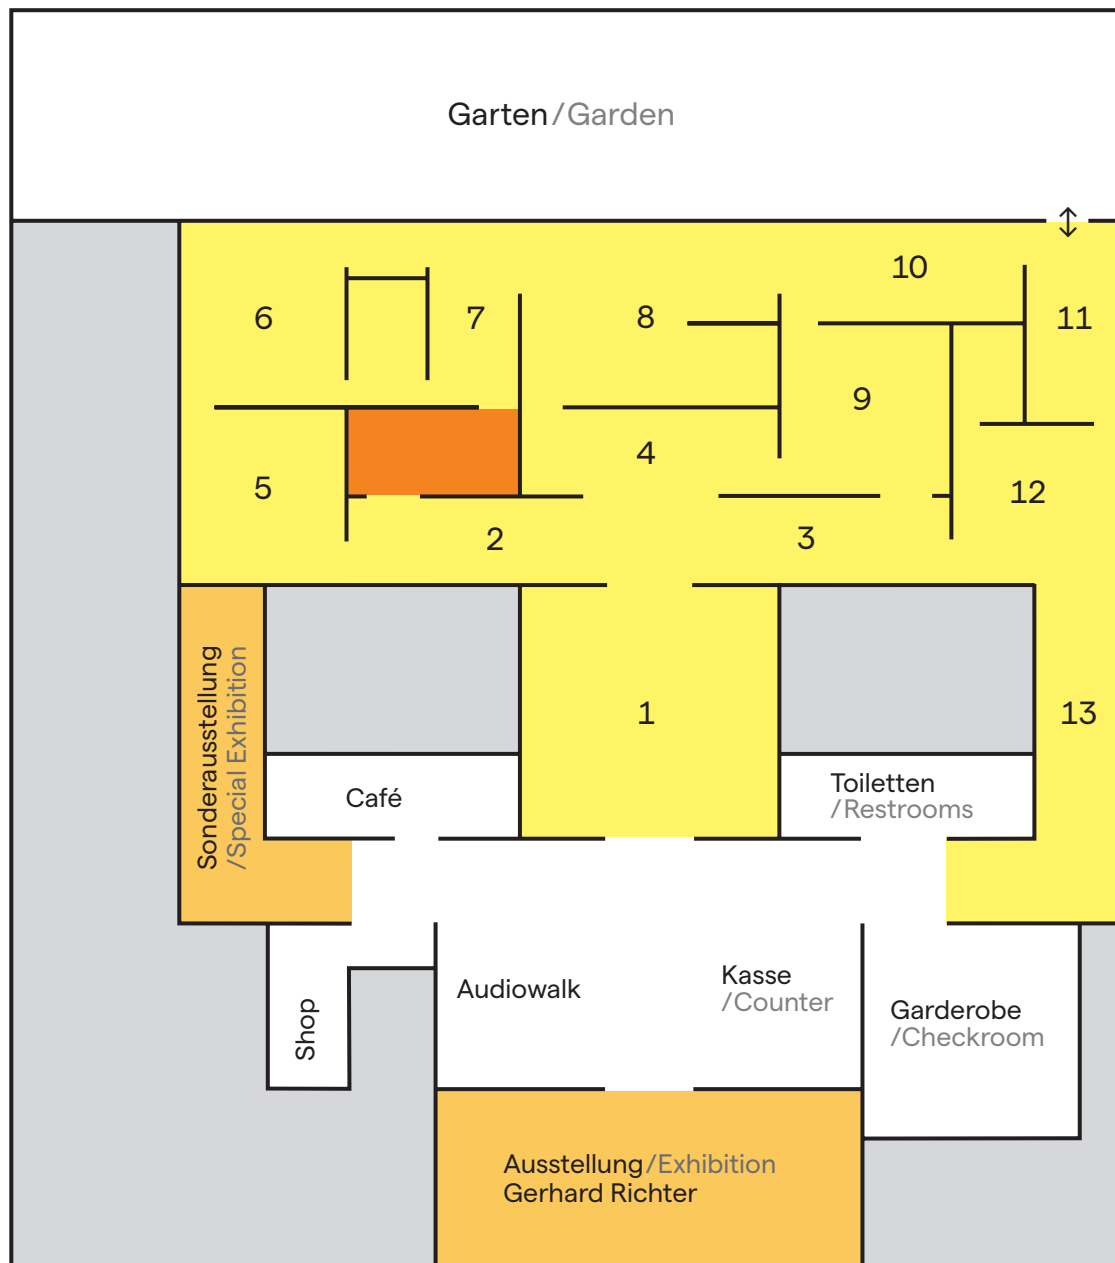 Garten/Garden
10
6
7
8
11
9
4
5
12
2
3
Sonderausstellung
/Special Exhibition
1
13
Café
Toiletten
/Restrooms
Shop
Audiowalk
Kasse
/Counter
Garderobe
/Checkroom
Ausstellung/Exhibition
Gerhard Richter